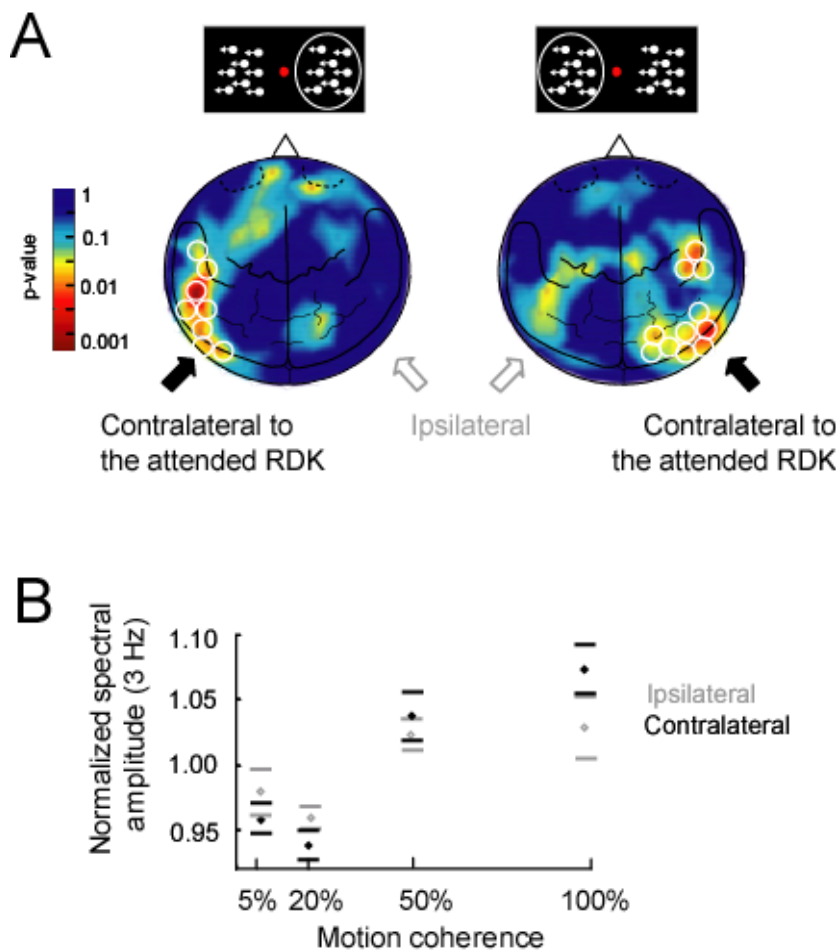 A
1
0.1
0.01
0.001
p-value
Contralateral to
the attended RDK
Ipsilateral
Contralateral to
the attended RDK
B
Normalized spectral
amplitude (3 Hz)
1.10
1.05
1.00
0.95
Ipsilateral
Contralateral
5% 20% 50% 100%
Motion coherence